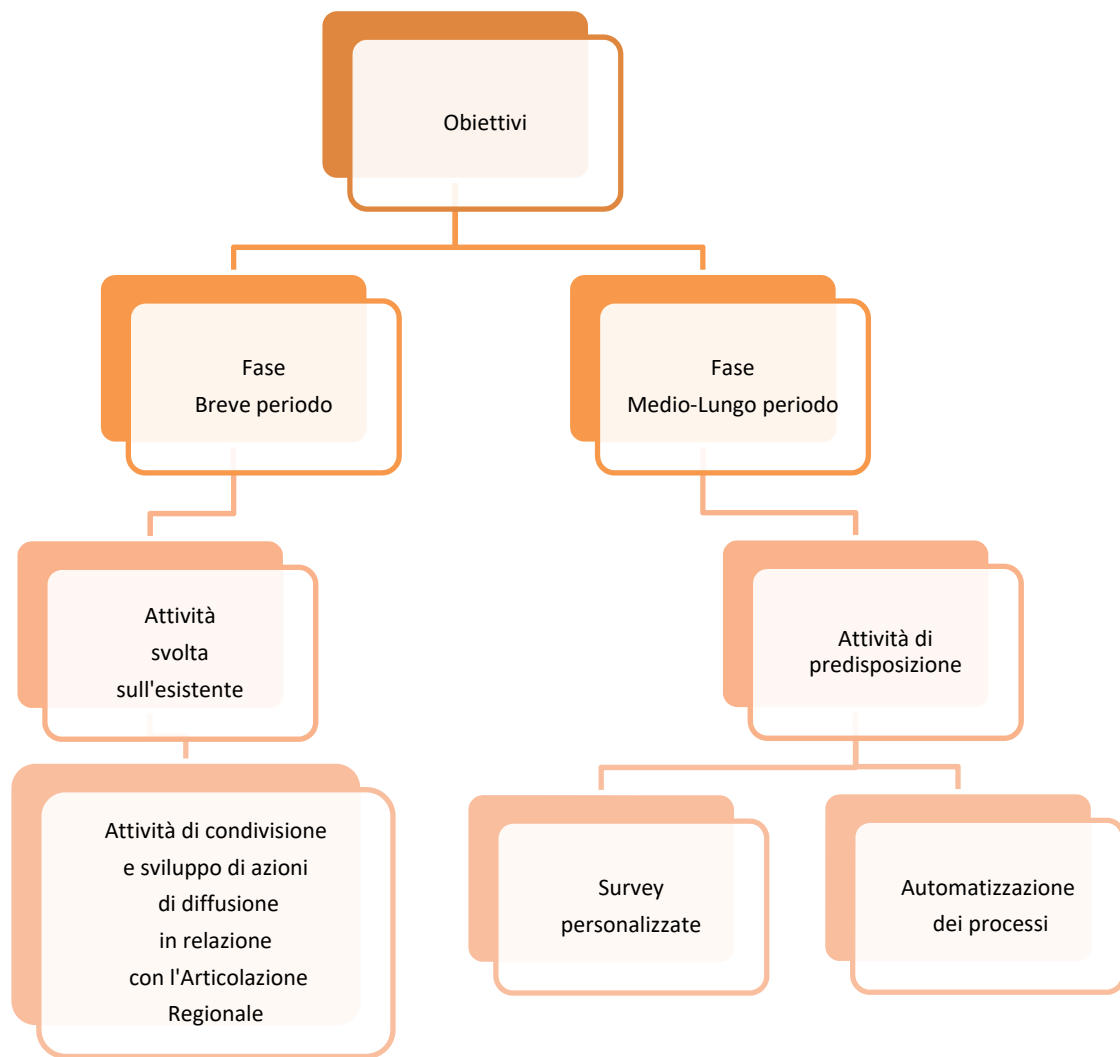 Obiettivi
Fase
Breve periodo
Fase
Medio-Lungo periodo
Attività
svolta
sull'esistente
Attività di
predisposizione
Attività di condivisione
e sviluppo di azioni
di diffusione
in relazione
con l'Articolazione
Regionale
Survey
personalizzate
Automatizzazione
dei processi